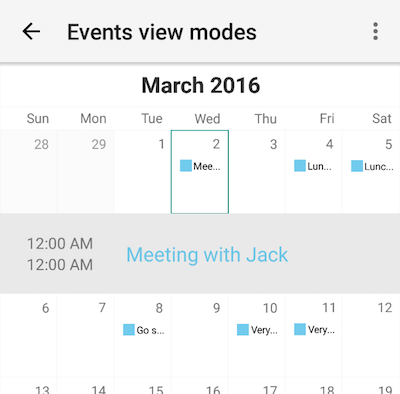 Events view modes
March 2016
Sun Mon Tue Wed Thu Fri Sat
28 29 1 2 3 4 5
Mee... Lun... Lunc...
12:00 AM
12:00 AM
Meeting with Jack
6 7 8 9 10 11 12
Go s... Very... Very...
13 14 15 16 17 18 19